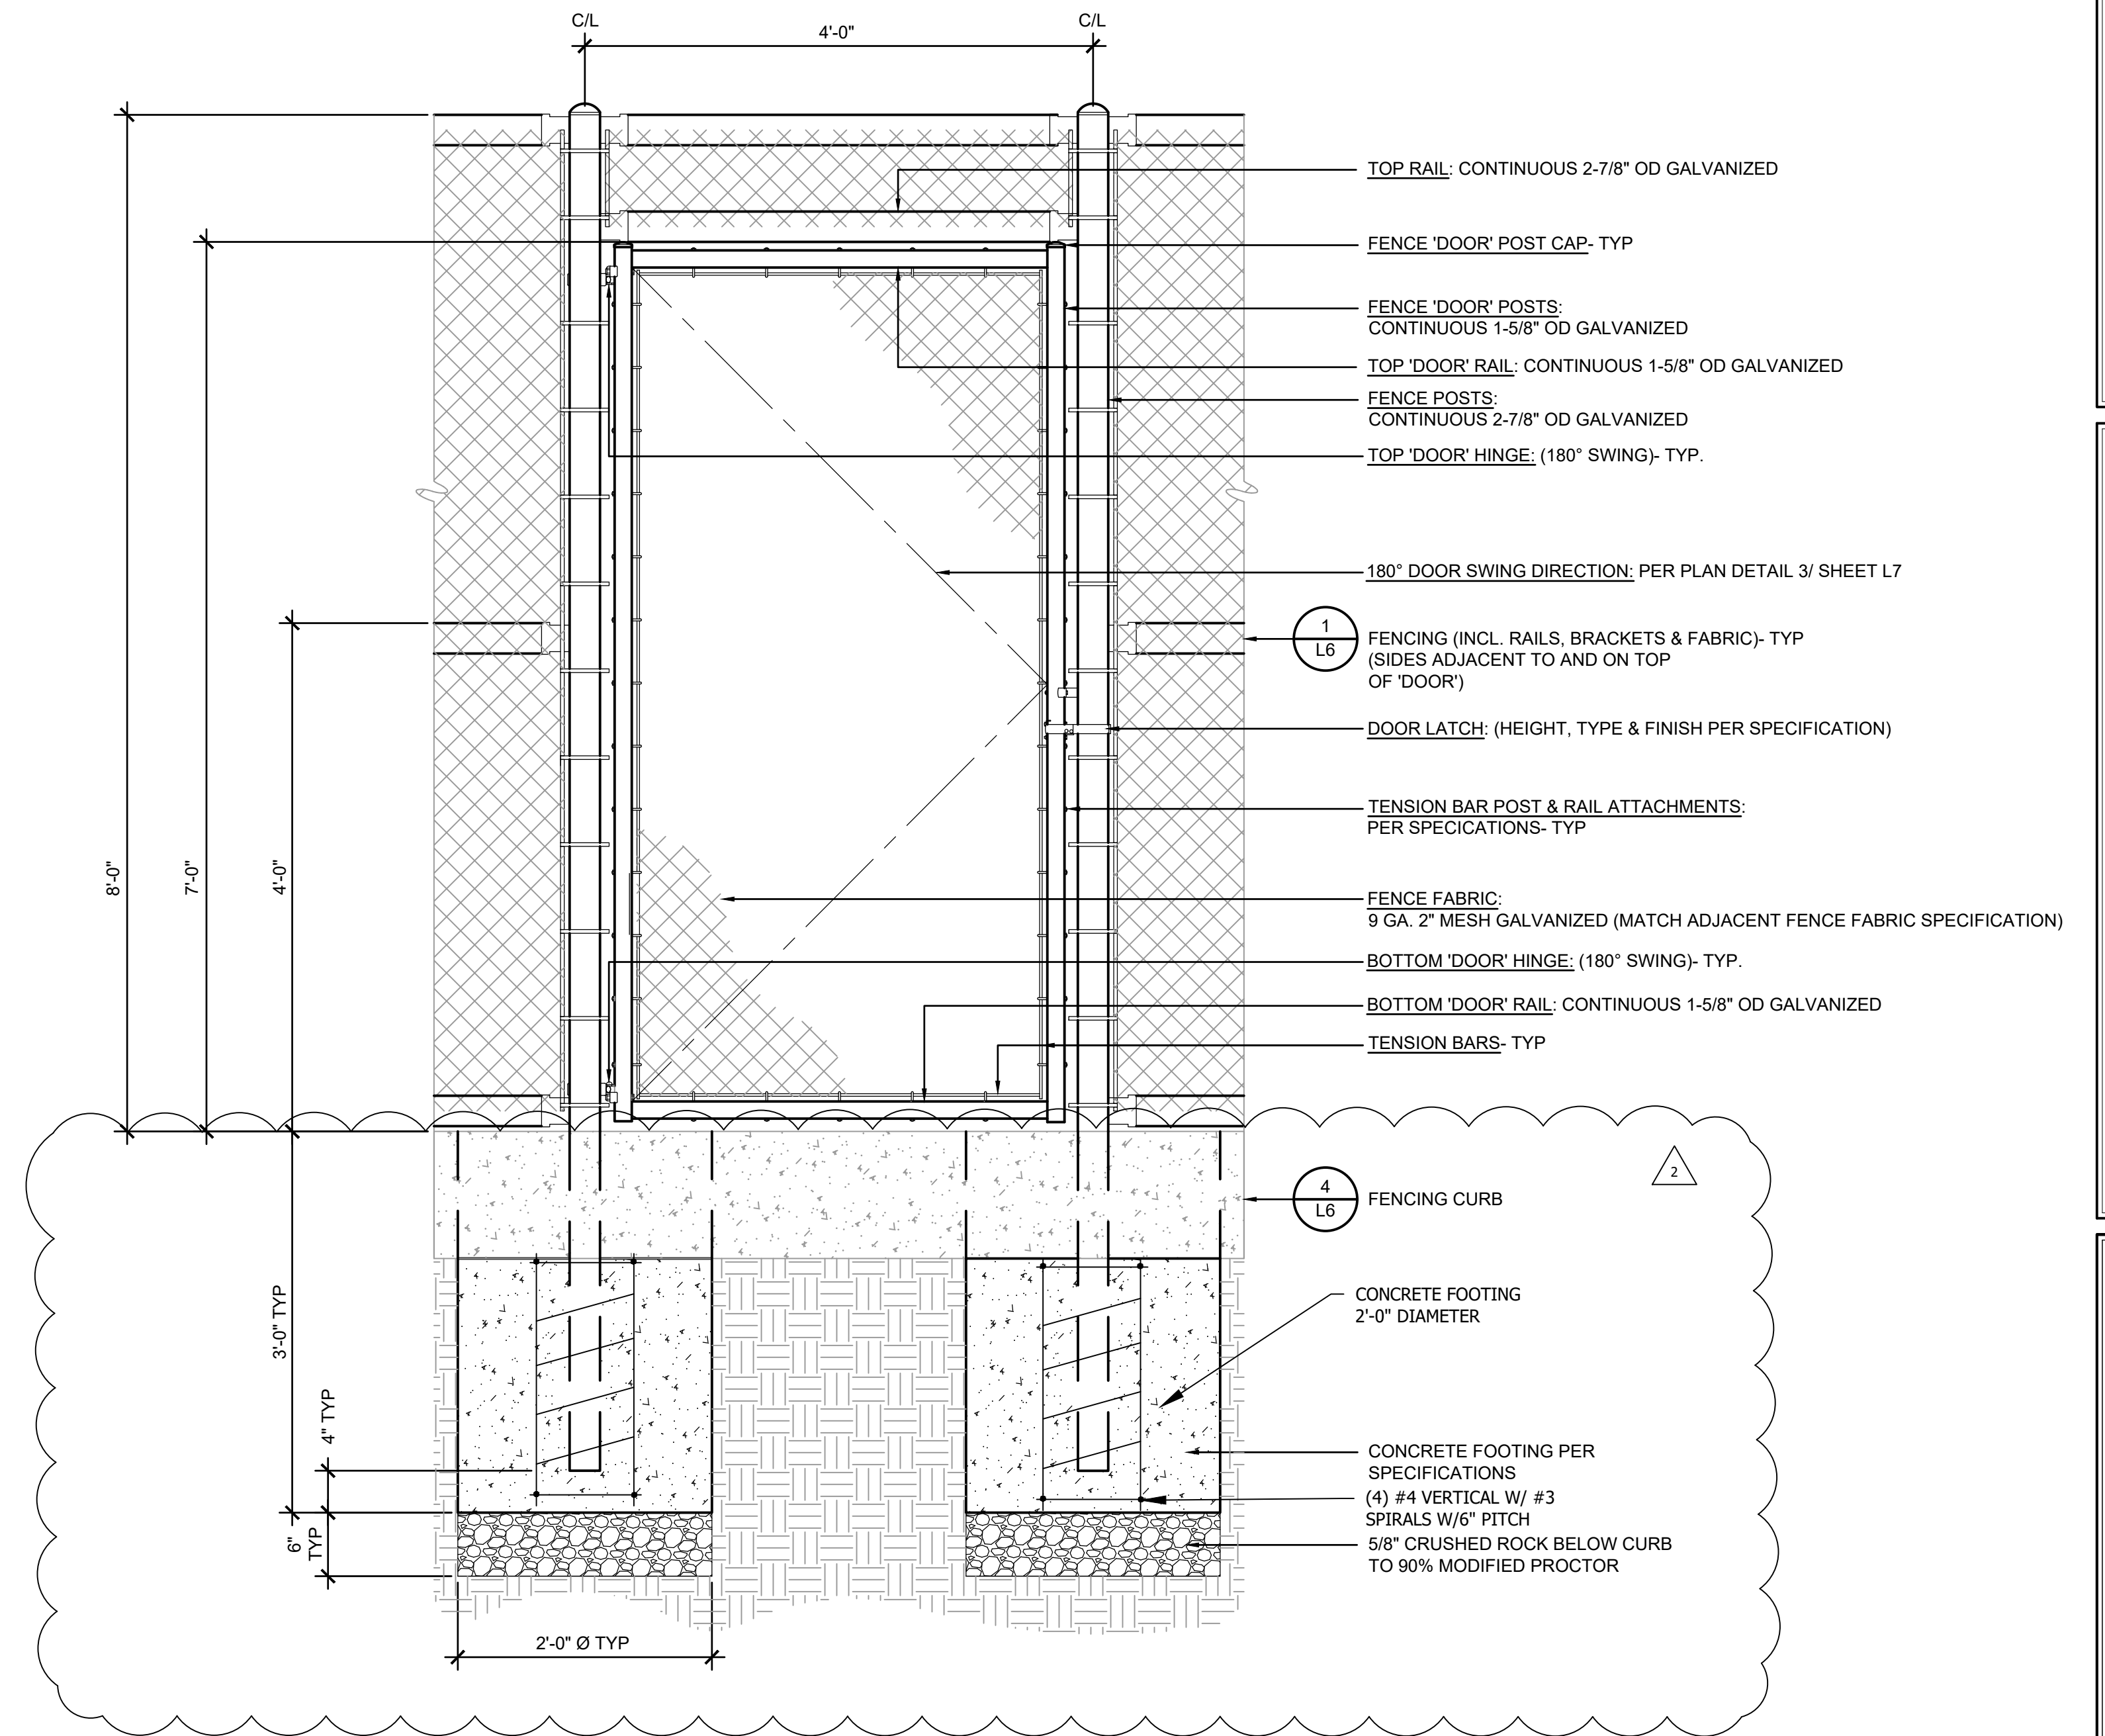 C/L
C/L
4'-0"
TOP RAIL: CONTINUOUS 2-7/8" OD GALVANIZED
FENCE 'DOOR' POST CAP- TYP
FENCE 'DOOR' POSTS:
CONTINUOUS 1-5/8" OD GALVANIZED
TOP 'DOOR' RAIL: CONTINUOUS 1-5/8" OD GALVANIZED
FENCE POSTS:
CONTINUOUS 2-7/8" OD GALVANIZED
TOP 'DOOR' HINGE: (180° SWING)- TYP.
180° DOOR SWING DIRECTION: PER PLAN DETAIL 3/ SHEET L7
1
L6
FENCING (INCL. RAILS, BRACKETS & FABRIC)- TYP
(SIDES ADJACENT TO AND ON TOP
OF 'DOOR')
DOOR LATCH: (HEIGHT, TYPE & FINISH PER SPECIFICATION)
TENSION BAR POST & RAIL ATTACHMENTS:
PER SPECICATIONS- TYP
8'-0"
7'-0"
4'-0"
FENCE FABRIC:
9 GA. 2" MESH GALVANIZED (MATCH ADJACENT FENCE FABRIC SPECIFICATION)
BOTTOM 'DOOR' HINGE: (180° SWING)- TYP.
BOTTOM 'DOOR' RAIL: CONTINUOUS 1-5/8" OD GALVANIZED
TENSION BARS- TYP
2
4
L6
FENCING CURB
3'-0" TYP
CONCRETE FOOTING
2'-0" DIAMETER
4" TYP
CONCRETE FOOTING PER
SPECIFICATIONS
(4) #4 VERTICAL W/ #3
SPIRALS W/6" PITCH
6"
TYP
5/8" CRUSHED ROCK BELOW CURB
TO 90% MODIFIED PROCTOR
2'-0" Ø TYP